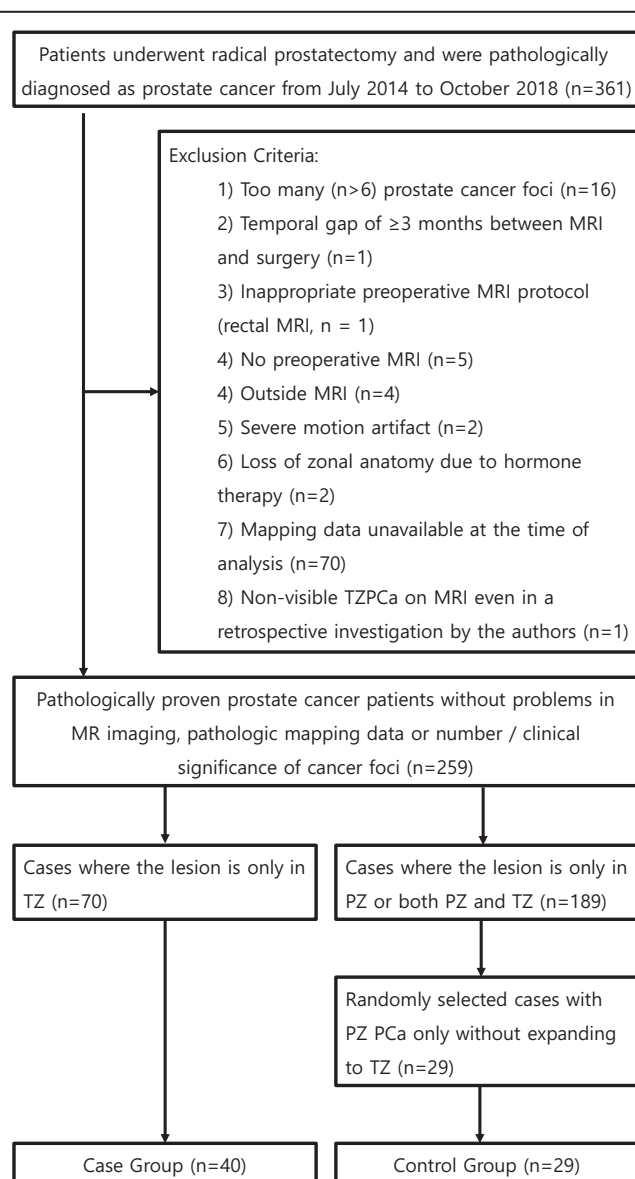 Patients underwent radical prostatectomy and were pathologically
diagnosed as prostate cancer from July 2014 to October 2018 (n=361)
Exclusion Criteria:
1) Too many (n>6) prostate cancer foci (n=16)
2) Temporal gap of ≥3 months between MRI
and surgery (n=1)
3) Inappropriate preoperative MRI protocol
(rectal MRI, n = 1)
4) No preoperative MRI (n=5)
4) Outside MRI (n=4)
5) Severe motion artifact (n=2)
6) Loss of zonal anatomy due to hormone
therapy (n=2)
7) Mapping data unavailable at the time of
analysis (n=70)
8) Non-visible TZPCa on MRI even in a
retrospective investigation by the authors (n=1)
Pathologically proven prostate cancer patients without problems in
MR imaging, pathologic mapping data or number / clinical
significance of cancer foci (n=259)
Cases where the lesion is only in
TZ (n=70)
Cases where the lesion is only in
PZ or both PZ and TZ (n=189)
Randomly selected cases with
PZ PCa only without expanding
to TZ (n=29)
Case Group (n=40)
Control Group (n=29)